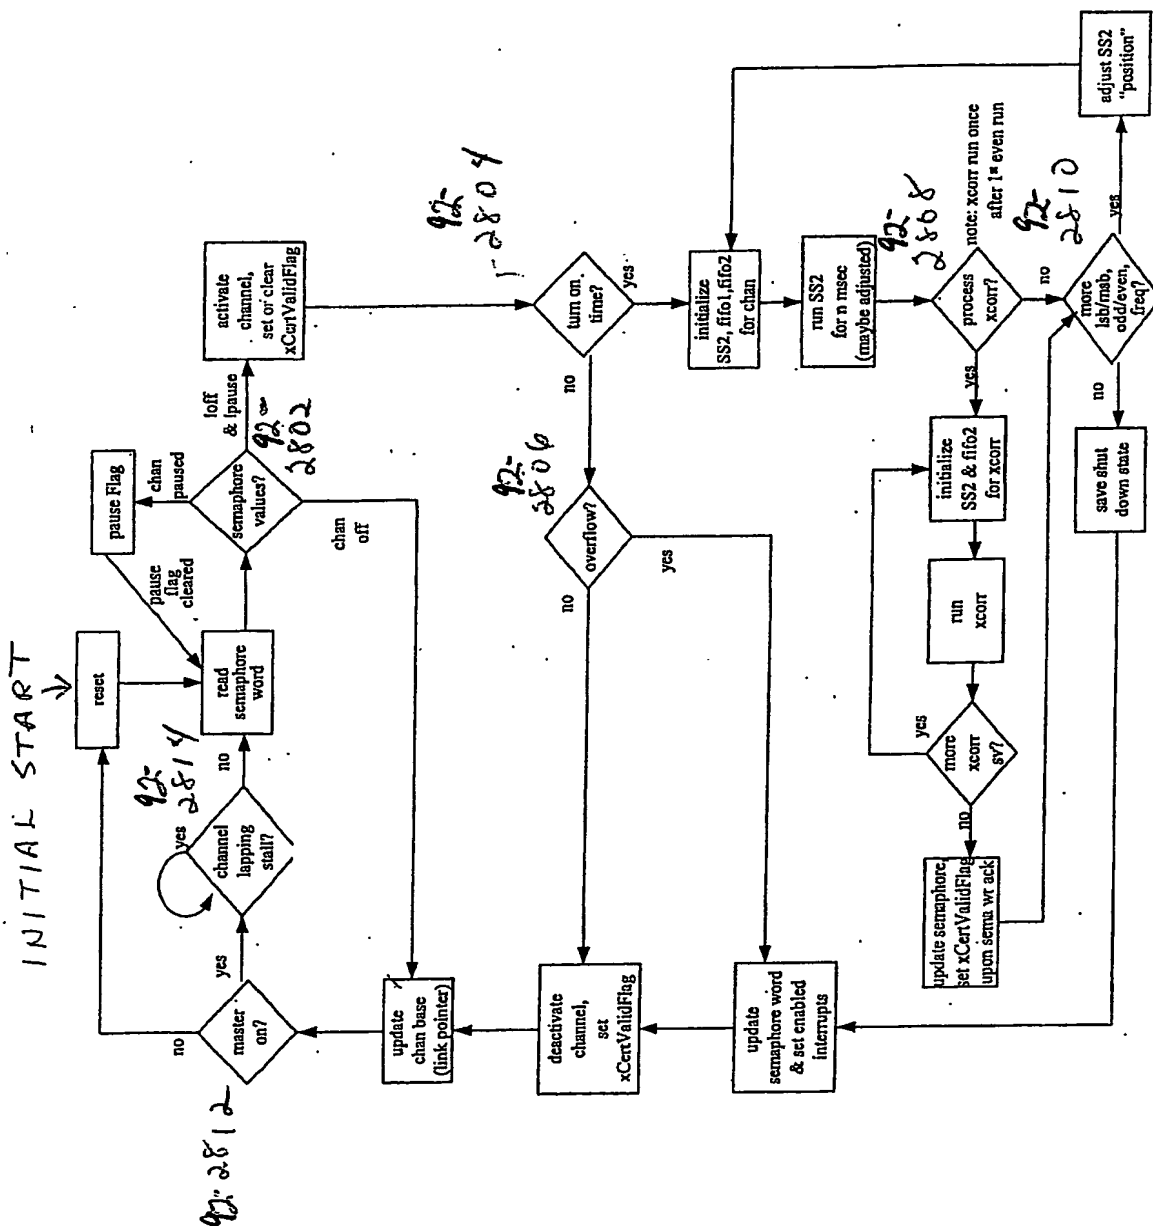 INITIAL START
reset
pause Flag
chan
paused
pause
flag
cleared
read
semaphore
word
semaphore
values?
92-
2802
!off
& !pause
activate
channel,
set or clear
xCertValidFlag
chan
off
92-
2814
yes
channel
lapping
stall?
no
yes
master
on?
no
92-2812
update
chan base
(link pointer)
92-
2804
turn on
time?
yes
no
92-
2806
overflow?
no
yes
deactivate
channel,
set
xCertValidFlag
update
semaphore word
& set enabled
interrupts
initialize
SS2, fifo1,fifo2
for chan
run SS2
for n msec
(maybe adjusted)
92-
2808
process
xcorr?
note: xcorr run once
after 1st even run
no
yes
initialize
SS2 & fifo2
for xcorr
run
xcorr
more
xcorr
sv?
yes
no
update semaphore,
set xCertValidFlag
upon sema wr ack
92-
2810
more
lsb/msb,
odd/even,
freq?
yes
no
adjust SS2
"position"
save shut
down state